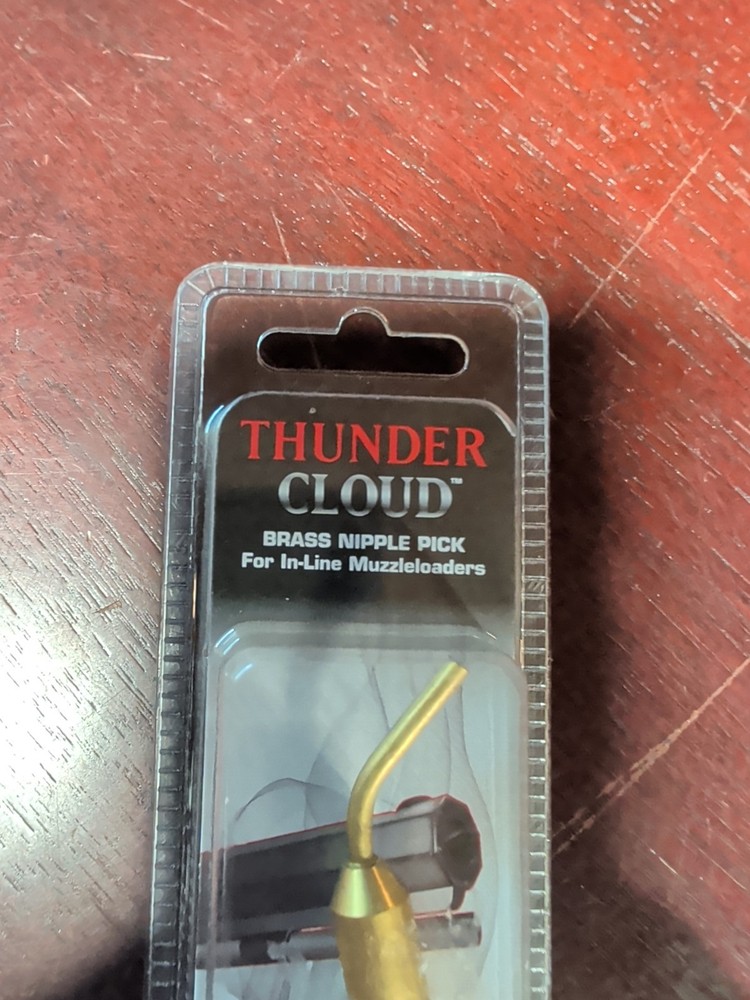 THUNDER
CLOUD™
BRASS NIPPLE PICK
For In-Line Muzzleloaders